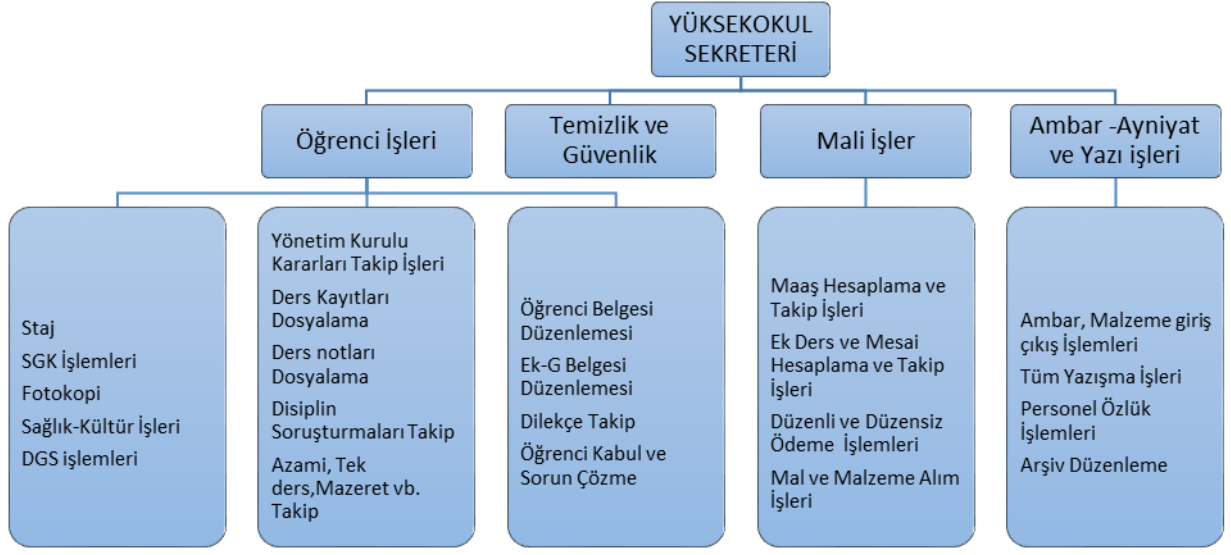 YÜKSEKOKUL
SEKRETERİ
Öğrenci İşleri
Temizlik ve
Güvenlik
Mali İşler
Ambar -Ayniyat
ve Yazı işleri
Staj
SGK İşlemleri
Fotokopi
Sağlık-Kültür İşleri
DGS işlemleri
Yönetim Kurulu
Kararları Takip İşleri
Ders Kayıtları
Dosyalama
Ders notları
Dosyalama
Disiplin
Soruşturmaları Takip
Azami, Tek
ders,Mazeret vb.
Takip
Öğrenci Belgesi
Düzenlemesi
Ek-G Belgesi
Düzenlemesi
Dilekçe Takip
Öğrenci Kabul ve
Sorun Çözme
Maaş Hesaplama ve
Takip İşleri
Ek Ders ve Mesai
Hesaplama ve Takip
İşleri
Düzenli ve Düzensiz
Ödeme İşlemleri
Mal ve Malzeme Alım
İşleri
Ambar, Malzeme giriş
çıkış İşlemleri
Tüm Yazışma İşleri
Personel Özlük
İşlemleri
Arşiv Düzenleme